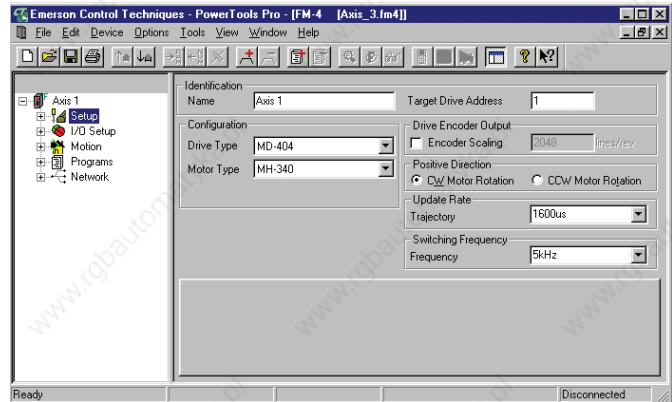 Emerson Control Techniques - PowerTools Pro - [FM-4 [Axis_3.fm4]]
File Edit Device Options Tools View Window Help
Identification
Name Axis 1 Target Drive Address 1
Configuration
Drive Type MD-404
Motor Type MH-340
Drive Encoder Output
Encoder Scaling 2048 lines/rev
Positive Direction
CW Motor Rotation CCW Motor Rotation
Update Rate
Trajectory 1600us
Switching Frequency
Frequency 5kHz
Axis 1
Setup
I/O Setup
Motion
Programs
Network
Ready Disconnected
www.rgbautomatyka.pl